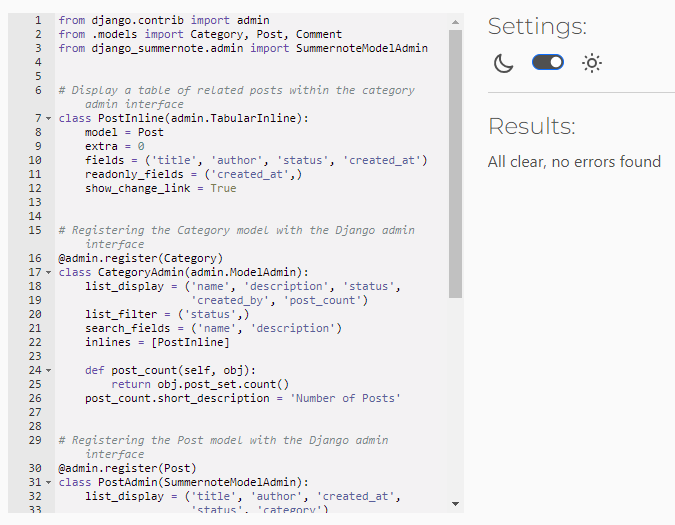 1 from django.contrib import admin
2 from .models import Category, Post, Comment
3 from django_summernote.admin import SummernoteModelAdmin
4
5
6 # Display a table of related posts within the category
admin interface
7 class PostInline(admin.TabularInline):
8 model = Post
9 extra = 0
10 fields = ('title', 'author', 'status', 'created_at')
11 readonly_fields = ('created_at',)
12 show_change_link = True
13
14
15 # Registering the Category model with the Django admin
interface
16 @admin.register(Category)
17 class CategoryAdmin(admin.ModelAdmin):
18 list_display = ('name', 'description', 'status',
19 'created_by', 'post_count')
20 list_filter = ('status',)
21 search_fields = ('name', 'description')
22 inlines = [PostInline]
23
24 def post_count(self, obj):
25 return obj.post_set.count()
26 post_count.short_description = 'Number of Posts'
27
28
29 # Registering the Post model with the Django admin
interface
30 @admin.register(Post)
31 class PostAdmin(SummernoteModelAdmin):
32 list_display = ('title', 'author', 'created_at',
33 'status', 'category')
Settings:
Results:
All clear, no errors found